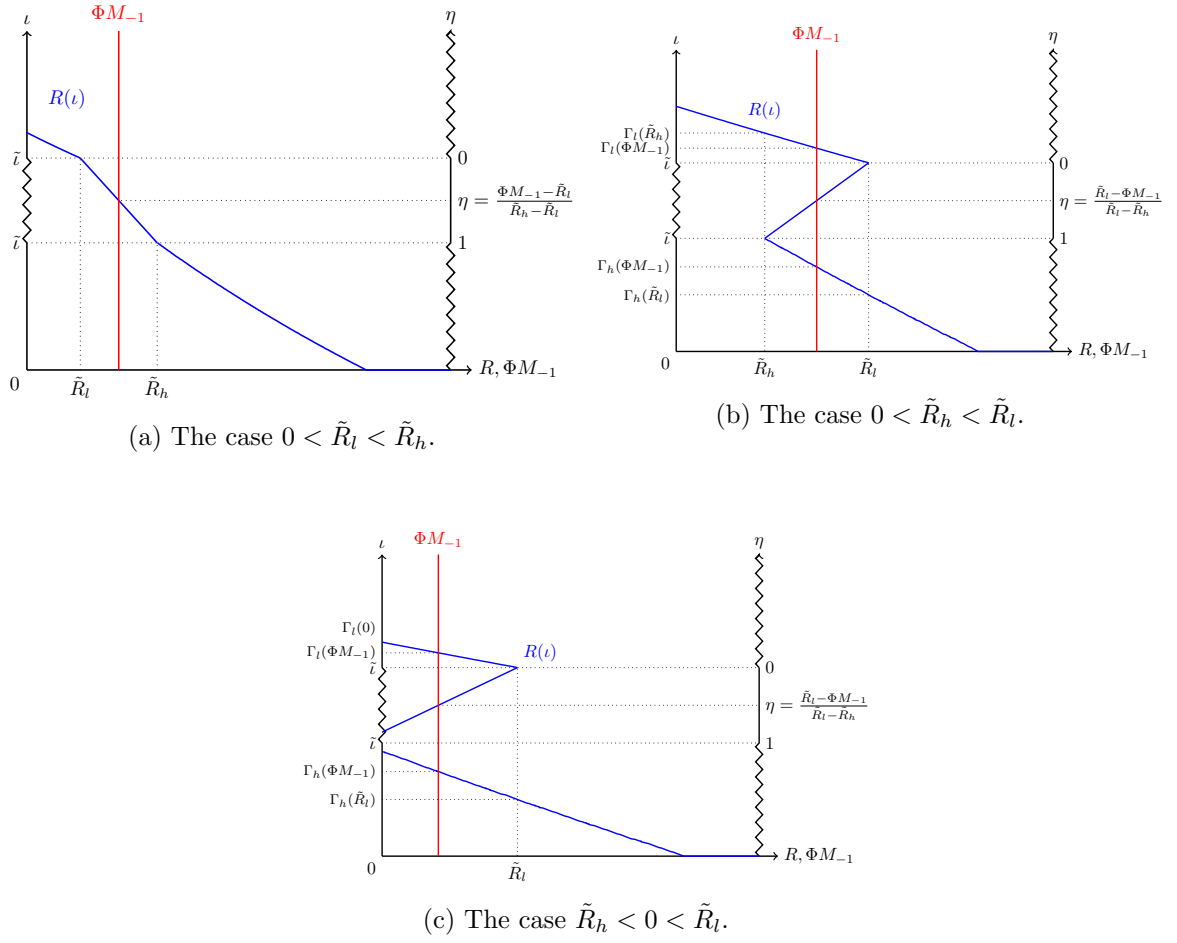 ι
ΦM₋₁
η
R(ι)
ι̃
0
η = (ΦM₋₁−R̃ₗ)/(R̃ₕ−R̃ₗ)
ι̃
1
0
R̃ₗ
R̃ₕ
R, ΦM₋₁
(a) The case 0 < R̃ₗ < R̃ₕ.
ι
ΦM₋₁
η
R(ι)
Γₗ(R̃ₕ)
Γₗ(ΦM₋₁)
ι̃
0
η = (R̃ₗ−ΦM₋₁)/(R̃ₗ−R̃ₕ)
ι̃
1
Γₕ(ΦM₋₁)
Γₕ(R̃ₗ)
0
R̃ₕ
R̃ₗ
R, ΦM₋₁
(b) The case 0 < R̃ₕ < R̃ₗ.
ι
ΦM₋₁
η
Γₗ(0)
Γₗ(ΦM₋₁)
R(ι)
ι̃
0
η = (R̃ₗ−ΦM₋₁)/(R̃ₗ−R̃ₕ)
ι̃
1
Γₕ(ΦM₋₁)
Γₕ(R̃ₗ)
0
R̃ₗ
R, ΦM₋₁
(c) The case R̃ₕ < 0 < R̃ₗ.